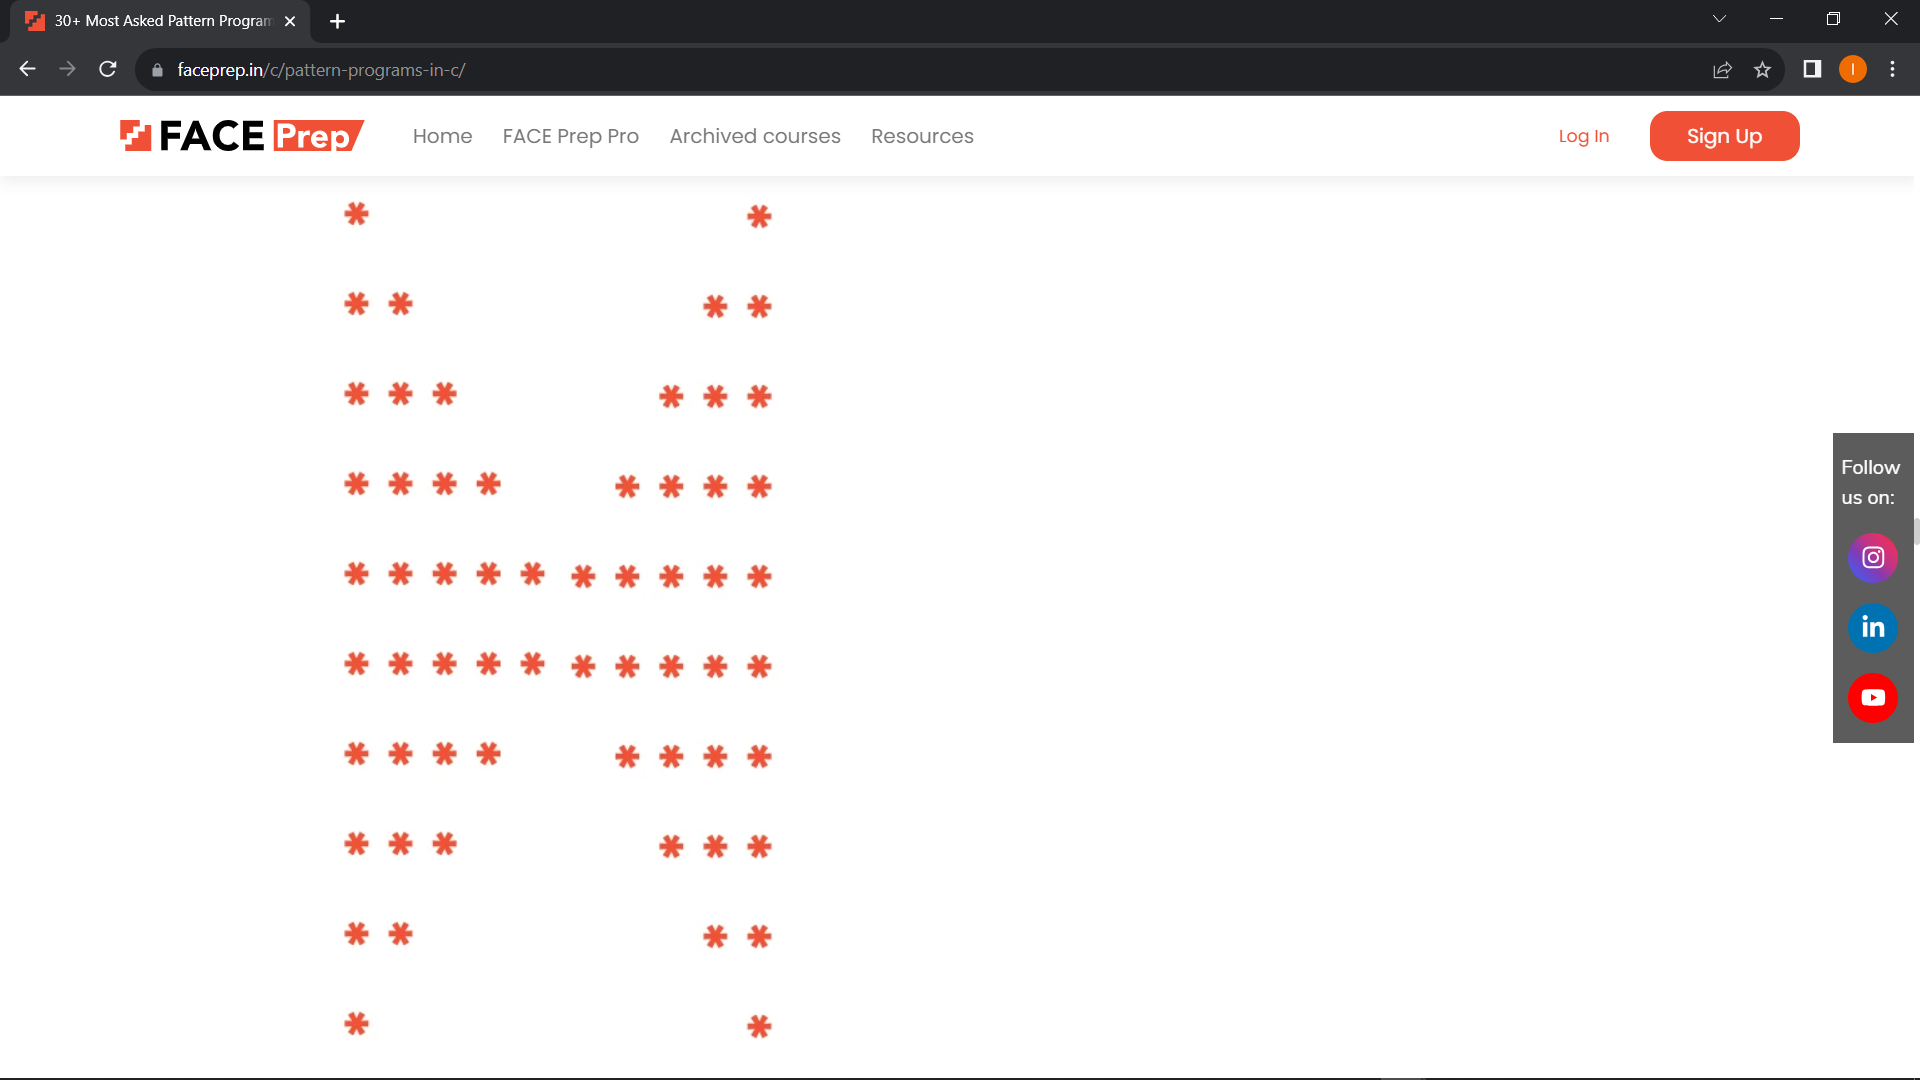 30+ Most Asked Pattern Program
faceprep.in/c/pattern-programs-in-c/
I
FACE Prep
Home FACE Prep Pro Archived courses Resources
Log In Sign Up
* *
* * * *
* * * * * *
* * * * * * * *
* * * * * * * * * *
* * * * * * * * * *
* * * * * * * *
* * * * * *
* * * *
* *
Follow
us on:
in